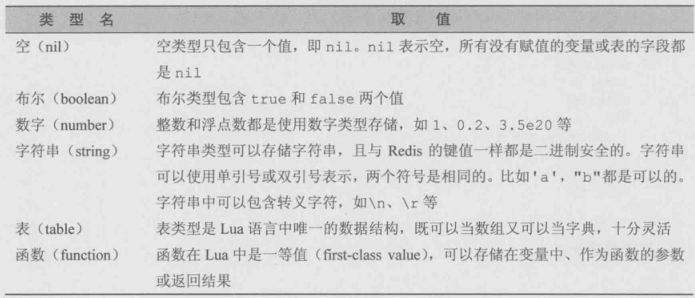 类 型 名 取 值
空（nil） 空类型只包含一个值，即 nil。nil 表示空，所有没有赋值的变量或表的字段都
是 nil
布尔（boolean） 布尔类型包含 true 和 false 两个值
数字（number） 整数和浮点数都是使用数字类型存储，如 1、0.2、3.5e20 等
字符串（string） 字符串类型可以存储字符串，且与 Redis 的键值一样都是二进制安全的。字符串
可以使用单引号或双引号表示，两个符号是相同的。比如'a'，"b"都是可以的。
字符串中可以包含转义字符，如\n、\r 等
表（table） 表类型是 Lua 语言中唯一的数据结构，既可以当数组又可以当字典，十分灵活
函数（function） 函数在 Lua 中是一等值（first-class value），可以存储在变量中、作为函数的参数
或返回结果